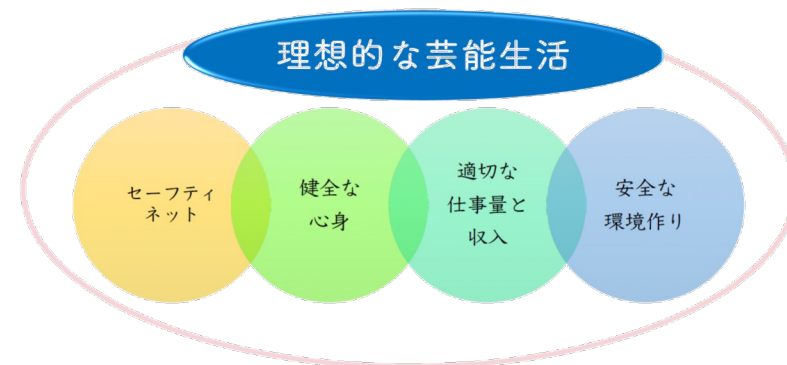 理想的な芸能生活
セーフティ
ネット
健全な
心身
適切な
仕事量と
収入
安全な
環境作り